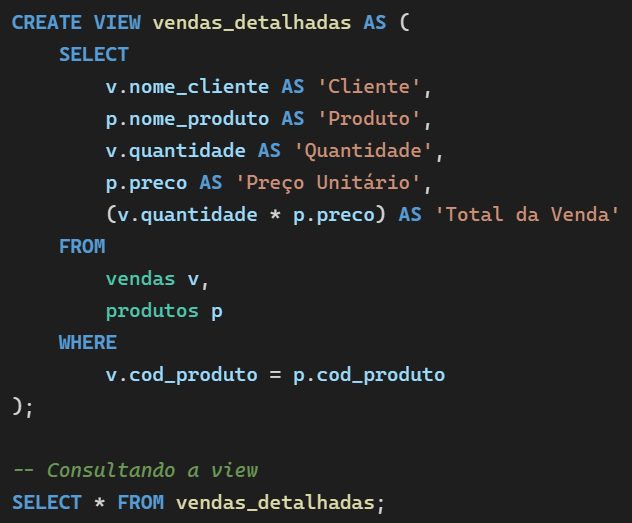 CREATE VIEW vendas_detalhadas AS (
    SELECT
        v.nome_cliente AS 'Cliente',
        p.nome_produto AS 'Produto',
        v.quantidade AS 'Quantidade',
        p.preco AS 'Preço Unitário',
        (v.quantidade * p.preco) AS 'Total da Venda'
    FROM
        vendas v,
        produtos p
    WHERE
        v.cod_produto = p.cod_produto
);

-- Consultando a view
SELECT * FROM vendas_detalhadas;